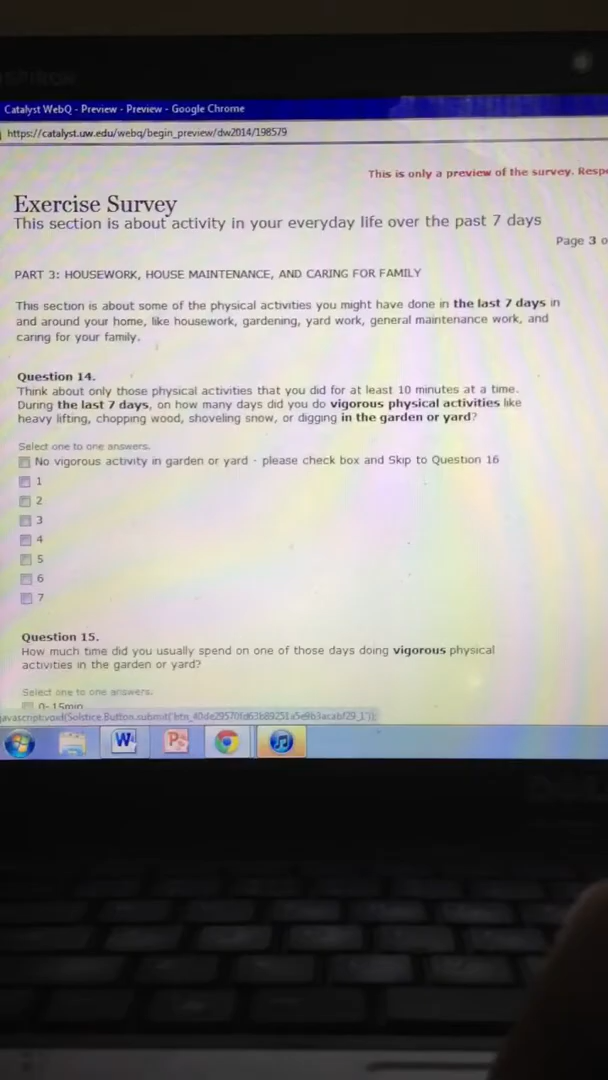 Catalyst WebQ - Preview - Preview - Google Chrome
https://catalyst.uw.edu/webq/begin_preview/dw2014/198579
This is only a preview of the survey. Resp
Exercise Survey
This section is about activity in your everyday life over the past 7 days
Page 3 o
PART 3: HOUSEWORK, HOUSE MAINTENANCE, AND CARING FOR FAMILY
This section is about some of the physical activities you might have done in the last 7 days in
and around your home, like housework, gardening, yard work, general maintenance work, and
caring for your family.
Question 14.
Think about only those physical activities that you did for at least 10 minutes at a time.
During the last 7 days, on how many days did you do vigorous physical activities like
heavy lifting, chopping wood, shoveling snow, or digging in the garden or yard?
Select one to one answers.
No vigorous activity in garden or yard - please check box and Skip to Question 16
1
2
3
4
5
6
7
Question 15.
How much time did you usually spend on one of those days doing vigorous physical
activities in the garden or yard?
Select one to one answers.
0-15min